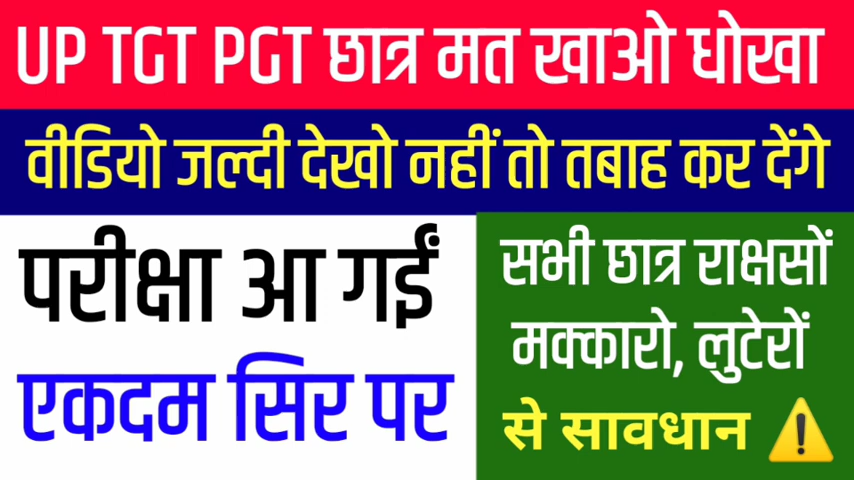 UP TGT PGT छात्र मत खाओ धोखा
वीडियो जल्दी देखो नहीं तो तबाह कर देंगे
परीक्षा आ गईं
एकदम सिर पर
सभी छात्र राक्षसों
मक्कारो, लुटेरों
से सावधान